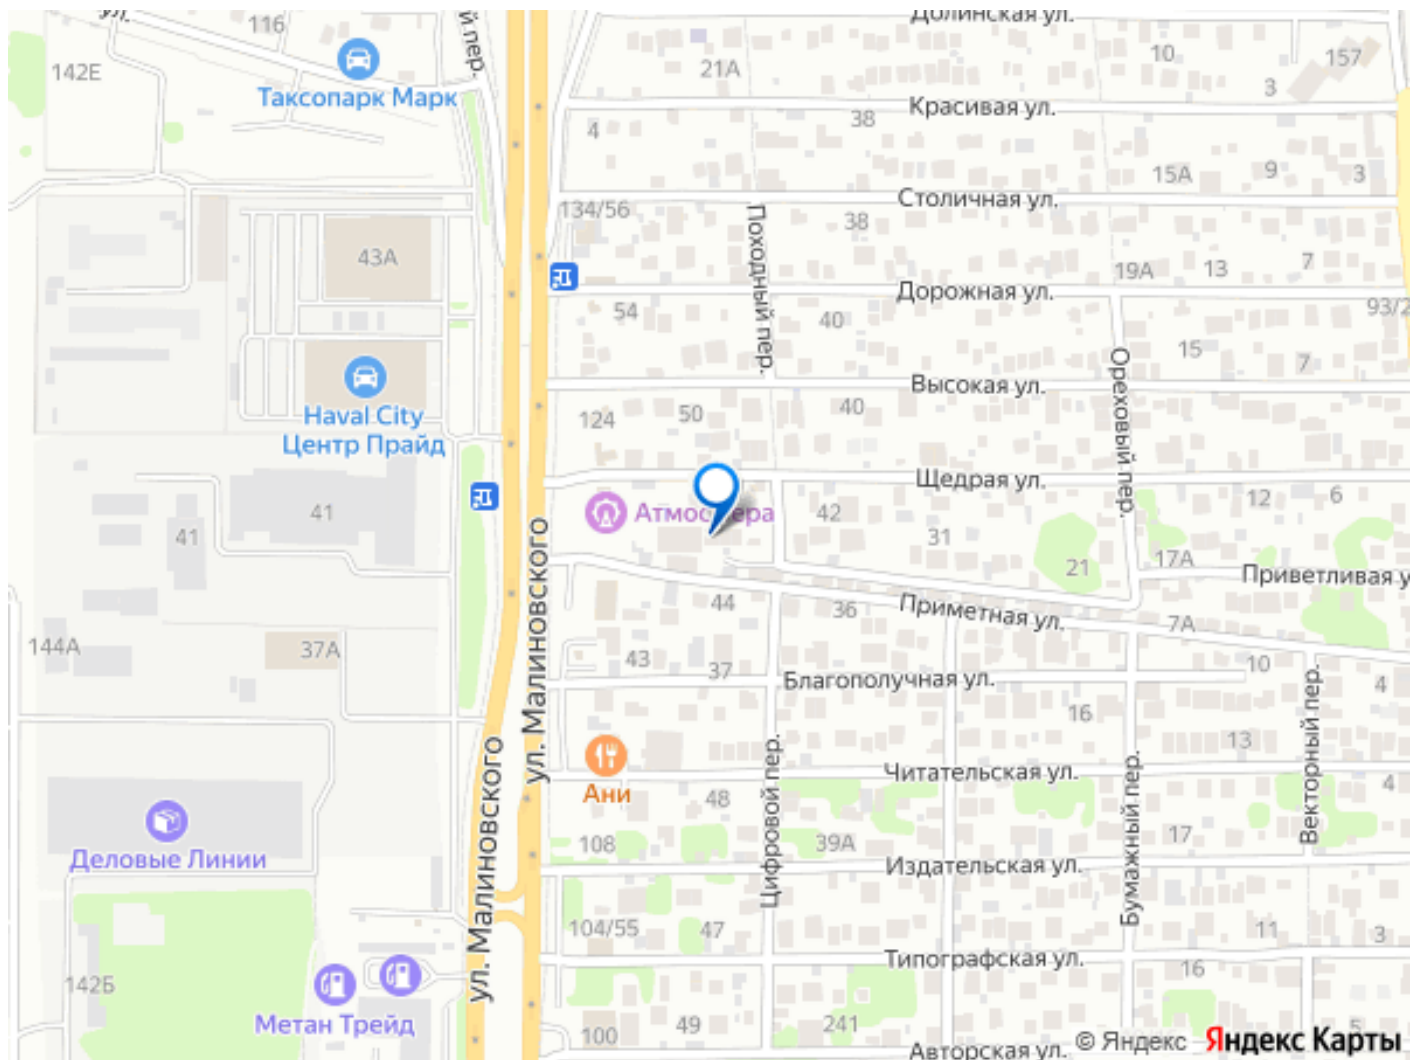 ул.
116
й пер.
Долинская ул.
142Е
Таксопарк Марк
21А
10
157
3
4
38
Красивая ул.
15А
9
3
134/56
Походный пер.
38
Столичная ул.
43А
19А
13
7
54
40
Дорожная ул.
93/2
15
7
Haval City
Центр Прайд
124
50
40
Высокая ул.
Ореховый пер.
41
41
Атмосфера
42
31
Щедрая ул.
12
6
21
17А
Приветливая у
ул. Малиновского
44
36
Приметная ул.
7А
144А
37А
43
37
Благополучная ул.
10
4
16
13
Векторный пер.
ул. Малиновского
Ани
Цифровой пер.
Читательская ул.
Бумажный пер.
4
48
Деловые Линии
108
39А
17
Издательская ул.
104/55
47
11
3
Типографская ул.
142Б
16
Метан Трейд
100
49
241
5
Авторская ул.
© Яндекс Яндекс Карты